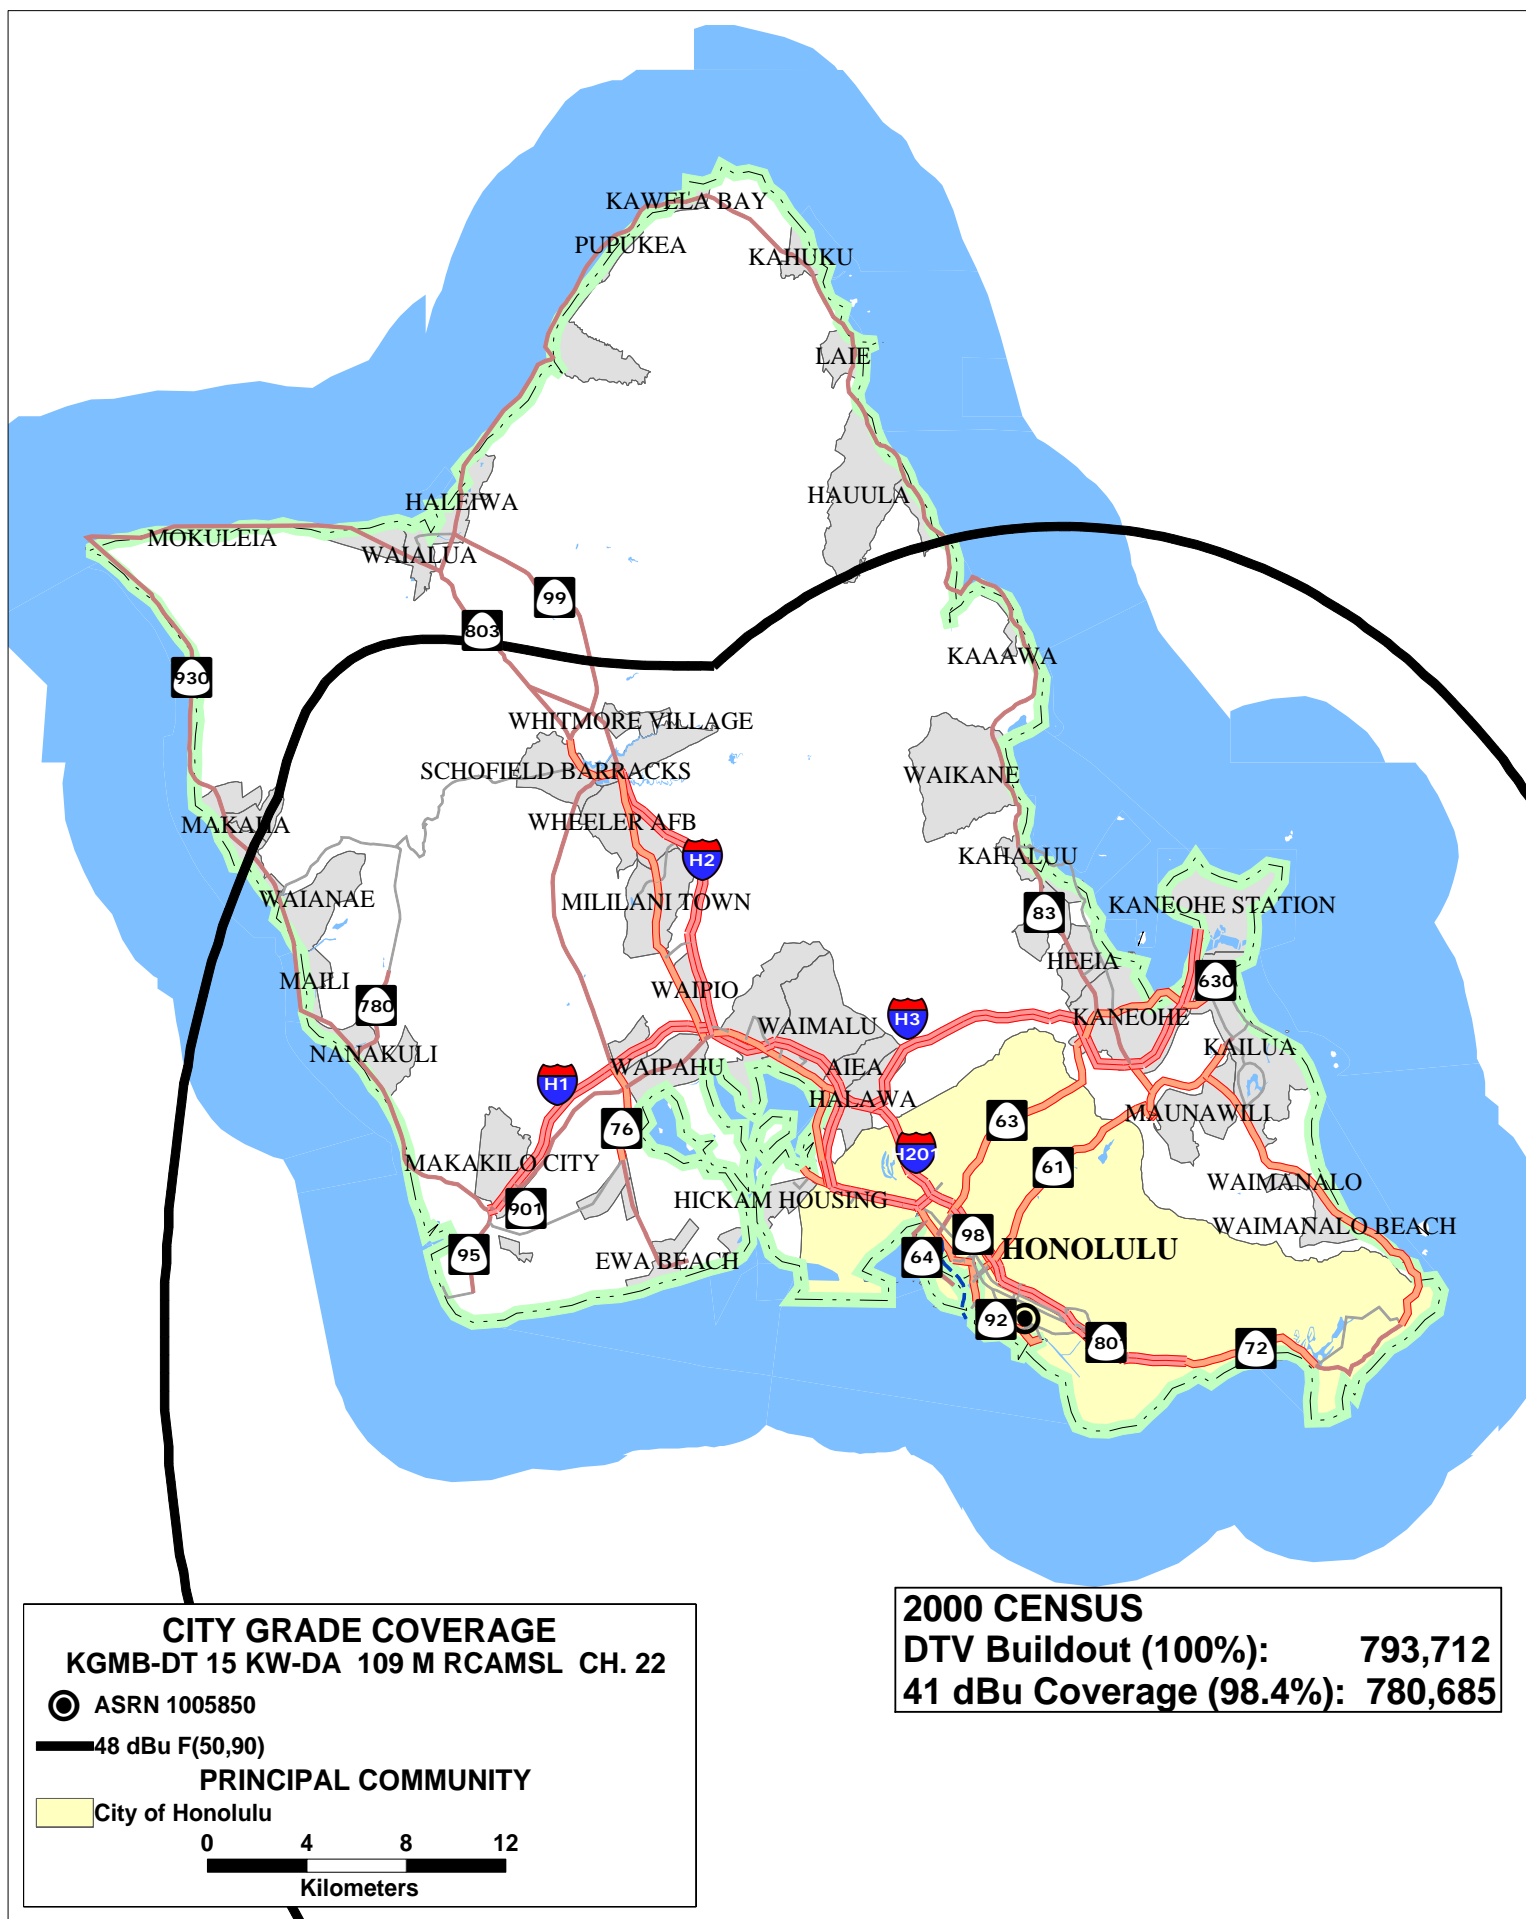 KAWELA BAY
PUPUKEA
KAHUKU
LAIE
HALEIWA
HAUULA
MOKULEIA
WAIALUA
99
803
930
KAAAWA
WHITMORE VILLAGE
SCHOFIELD BARRACKS
WAIKANE
MAKAHA
WHEELER AFB
H2
KAHALUU
WAIANAE
MILILANI TOWN
83
KANEOHE STATION
HEEIA
MAILI
780
WAIPIO
630
WAIMALU
H3
KANEOHE
NANAKULI
WAIPAHU
AIEA
KAILUA
H1
HALAWA
MAUNAWILI
76
63
H201
61
MAKAKILO CITY
HICKAM HOUSING
WAIMANALO
901
WAIMANALO BEACH
98
95
EWA BEACH
64
HONOLULU
92
801
72
CITY GRADE COVERAGE
KGMB-DT 15 KW-DA 109 M RCAMSL CH. 22
ASRN 1005850
48 dBu F(50,90)
PRINCIPAL COMMUNITY
City of Honolulu
0 4 8 12
Kilometers
2000 CENSUS
DTV Buildout (100%): 793,712
41 dBu Coverage (98.4%): 780,685